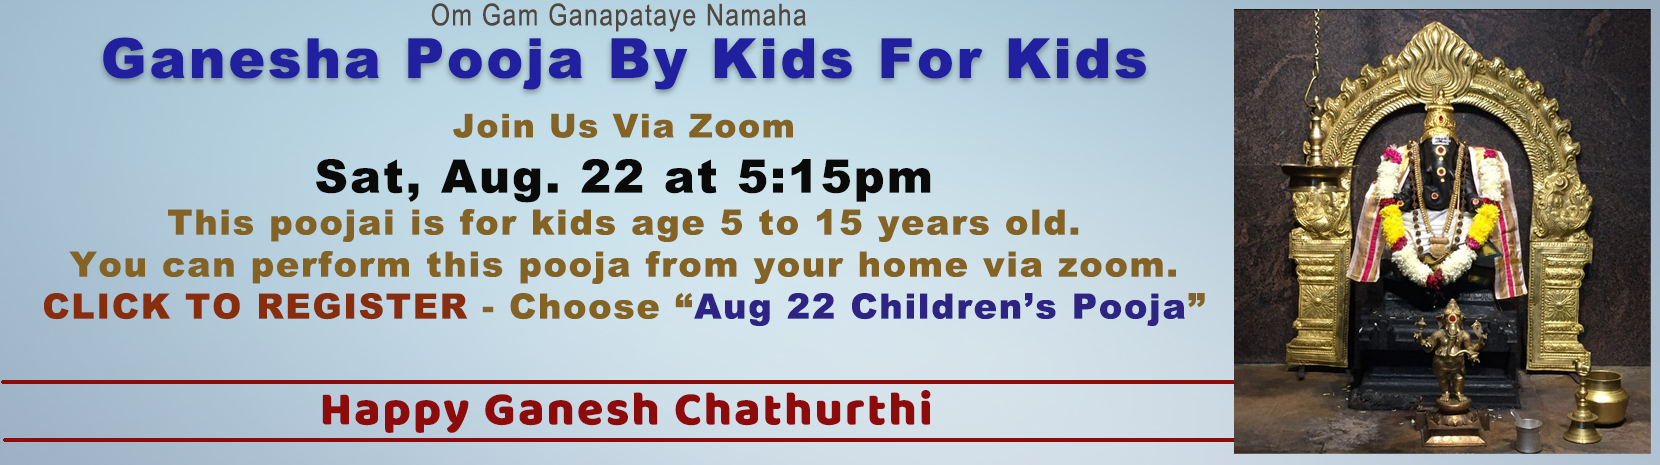 Om Gam Ganapataye Namaha
Ganesha Pooja By Kids For Kids
Join Us Via Zoom
Sat, Aug. 22 at 5:15pm
This poojai is for kids age 5 to 15 years old.
You can perform this pooja from your home via zoom.
CLICK TO REGISTER - Choose “Aug 22 Children’s Pooja”
Happy Ganesh Chathurthi